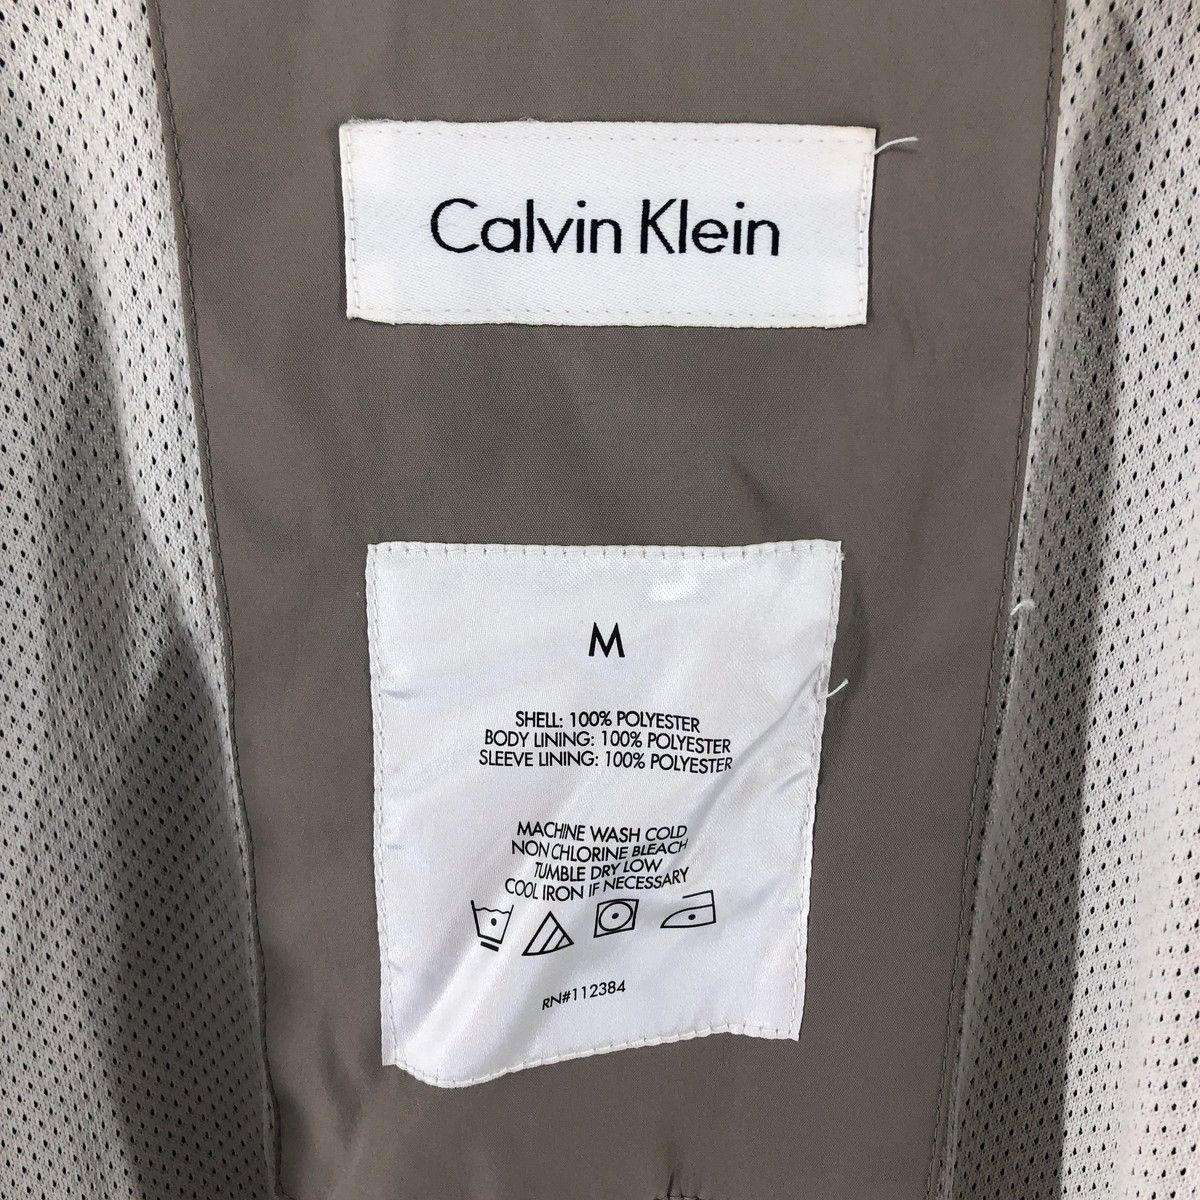 Calvin Klein
M
SHELL: 100% POLYESTER
BODY LINING: 100% POLYESTER
SLEEVE LINING: 100% POLYESTER
MACHINE WASH COLD
NON CHLORINE BLEACH
TUMBLE DRY LOW
COOL IRON IF NECESSARY
RN#112384